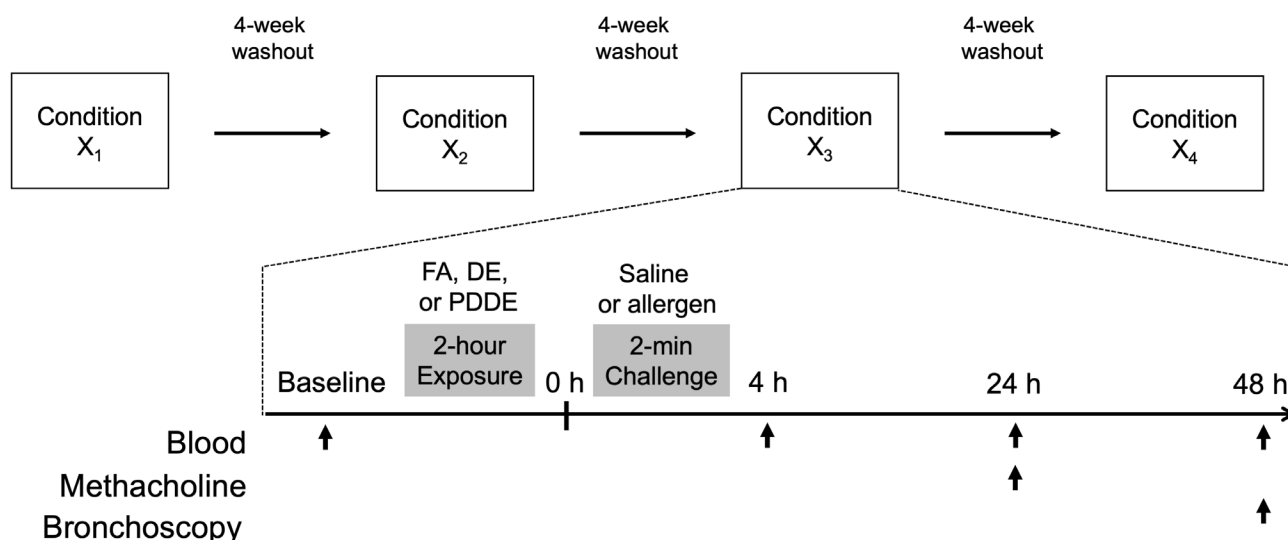 4-week
washout
4-week
washout
4-week
washout
Condition
X₁
Condition
X₂
Condition
X₃
Condition
X₄
FA, DE,
or PDDE
Saline
or allergen
2-hour
Exposure
2-min
Challenge
Baseline
0 h
4 h
24 h
48 h
Blood
Methacholine
Bronchoscopy